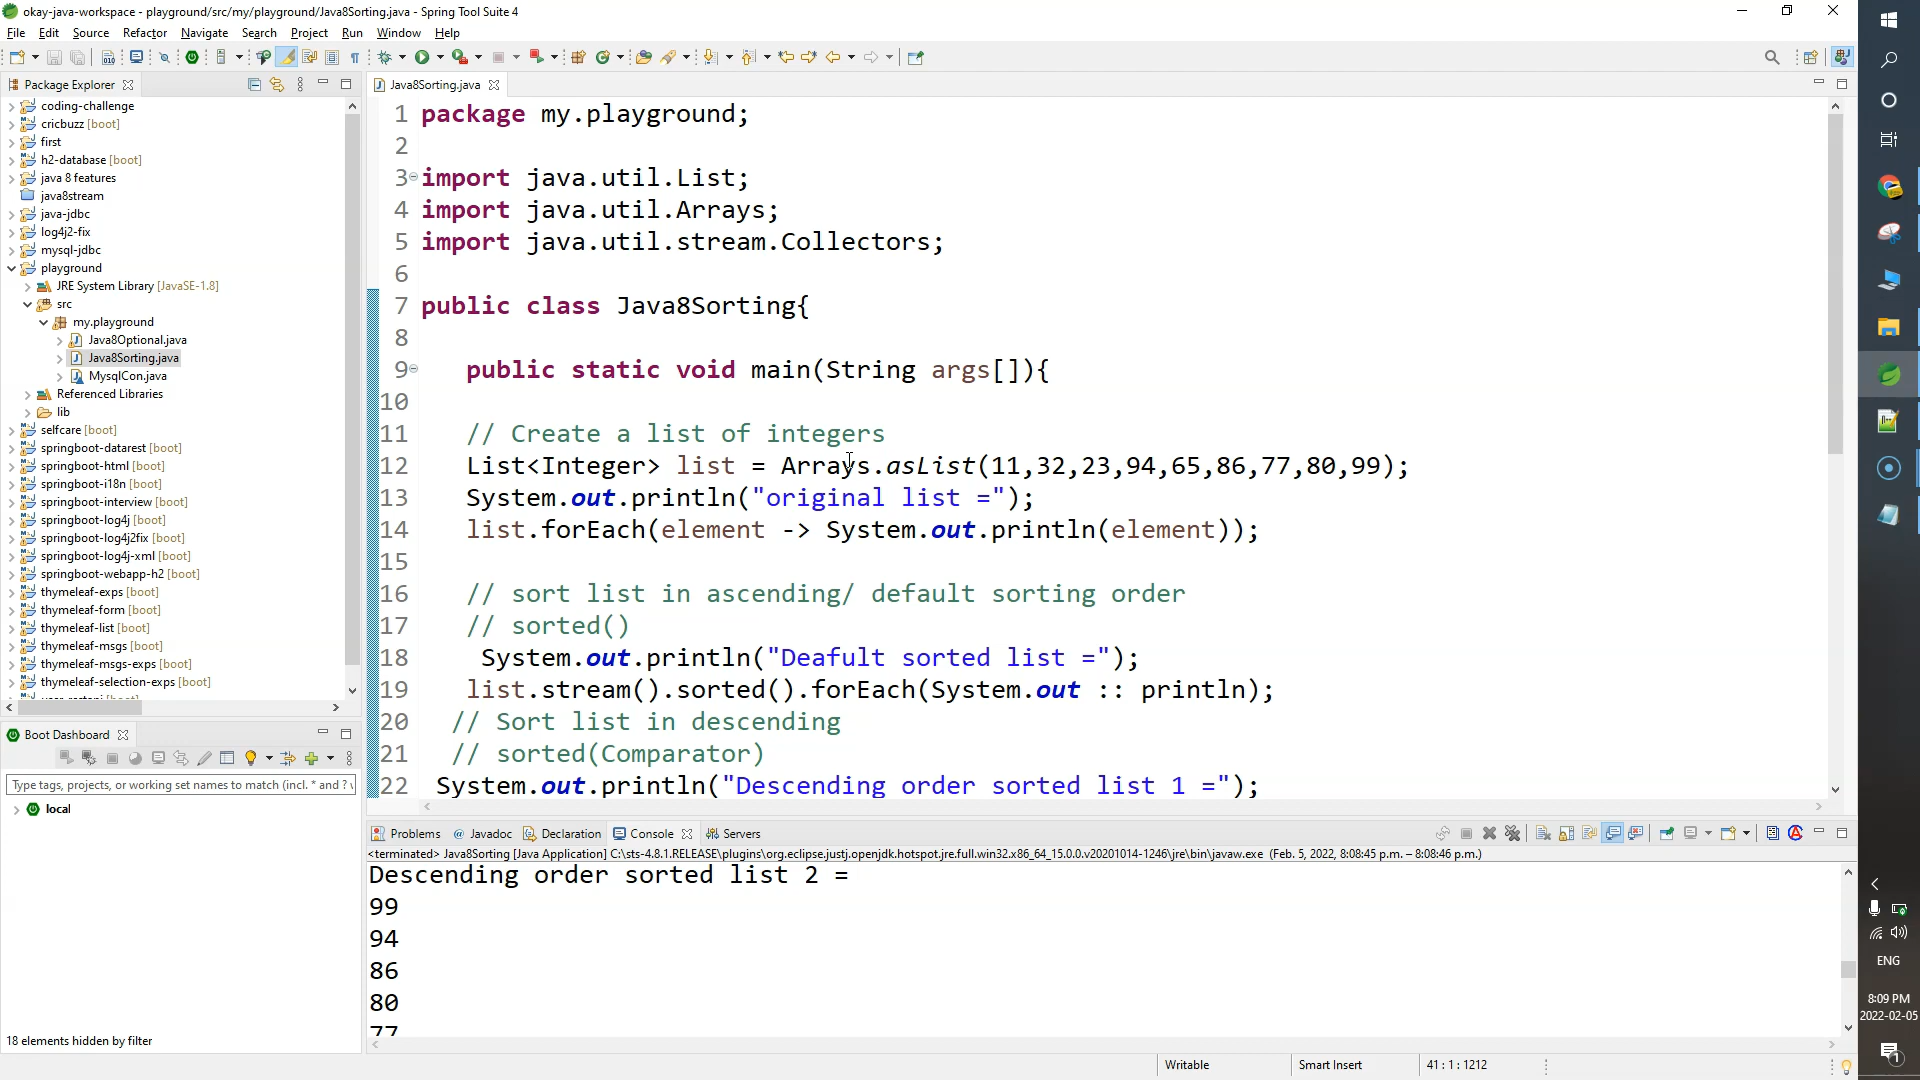 okay-java-workspace - playground/src/my/playground/Java8Sorting.java - Spring Tool Suite 4
File Edit Source Refactor Navigate Search Project Run Window Help
Package Explorer
coding-challenge
cricbuzz [boot]
first
h2-database [boot]
java 8 features
java8stream
java-jdbc
log4j2-fix
mysql-jdbc
playground
JRE System Library [JavaSE-1.8]
src
my.playground
Java8Optional.java
Java8Sorting.java
MysqlCon.java
Referenced Libraries
lib
selfcare [boot]
springboot-datarest [boot]
springboot-html [boot]
springboot-i18n [boot]
springboot-interview [boot]
springboot-log4j [boot]
springboot-log4j2fix [boot]
springboot-log4j-xml [boot]
springboot-webapp-h2 [boot]
thymeleaf-exps [boot]
thymeleaf-form [boot]
thymeleaf-list [boot]
thymeleaf-msgs [boot]
thymeleaf-msgs-exps [boot]
thymeleaf-selection-exps [boot]
Boot Dashboard
Type tags, projects, or working set names to match (incl. * and ?
local
18 elements hidden by filter
Java8Sorting.java
1 package my.playground;
2
3 import java.util.List;
4 import java.util.Arrays;
5 import java.util.stream.Collectors;
6
7 public class Java8Sorting{
8
9 public static void main(String args[]){
10
11 // Create a list of integers
12 List<Integer> list = Arrays.asList(11,32,23,94,65,86,77,80,99);
13 System.out.println("original list =");
14 list.forEach(element -> System.out.println(element));
15
16 // sort list in ascending/ default sorting order
17 // sorted()
18 System.out.println("Deafult sorted list =");
19 list.stream().sorted().forEach(System.out :: println);
20 // Sort list in descending
21 // sorted(Comparator)
22 System.out.println("Descending order sorted list 1 =");
Problems @ Javadoc Declaration Console Servers
<terminated> Java8Sorting [Java Application] C:\sts-4.8.1.RELEASE\plugins\org.eclipse.justj.openjdk.hotspot.jre.full.win32.x86_64_15.0.0.v20201014-1246\jre\bin\javaw.exe (Feb. 5, 2022, 8:08:45 p.m. – 8:08:46 p.m.)
Descending order sorted list 2 =
99
94
86
80
77
Writable Smart Insert 41 : 1 : 1212
ENG
8:09 PM
2022-02-05
1